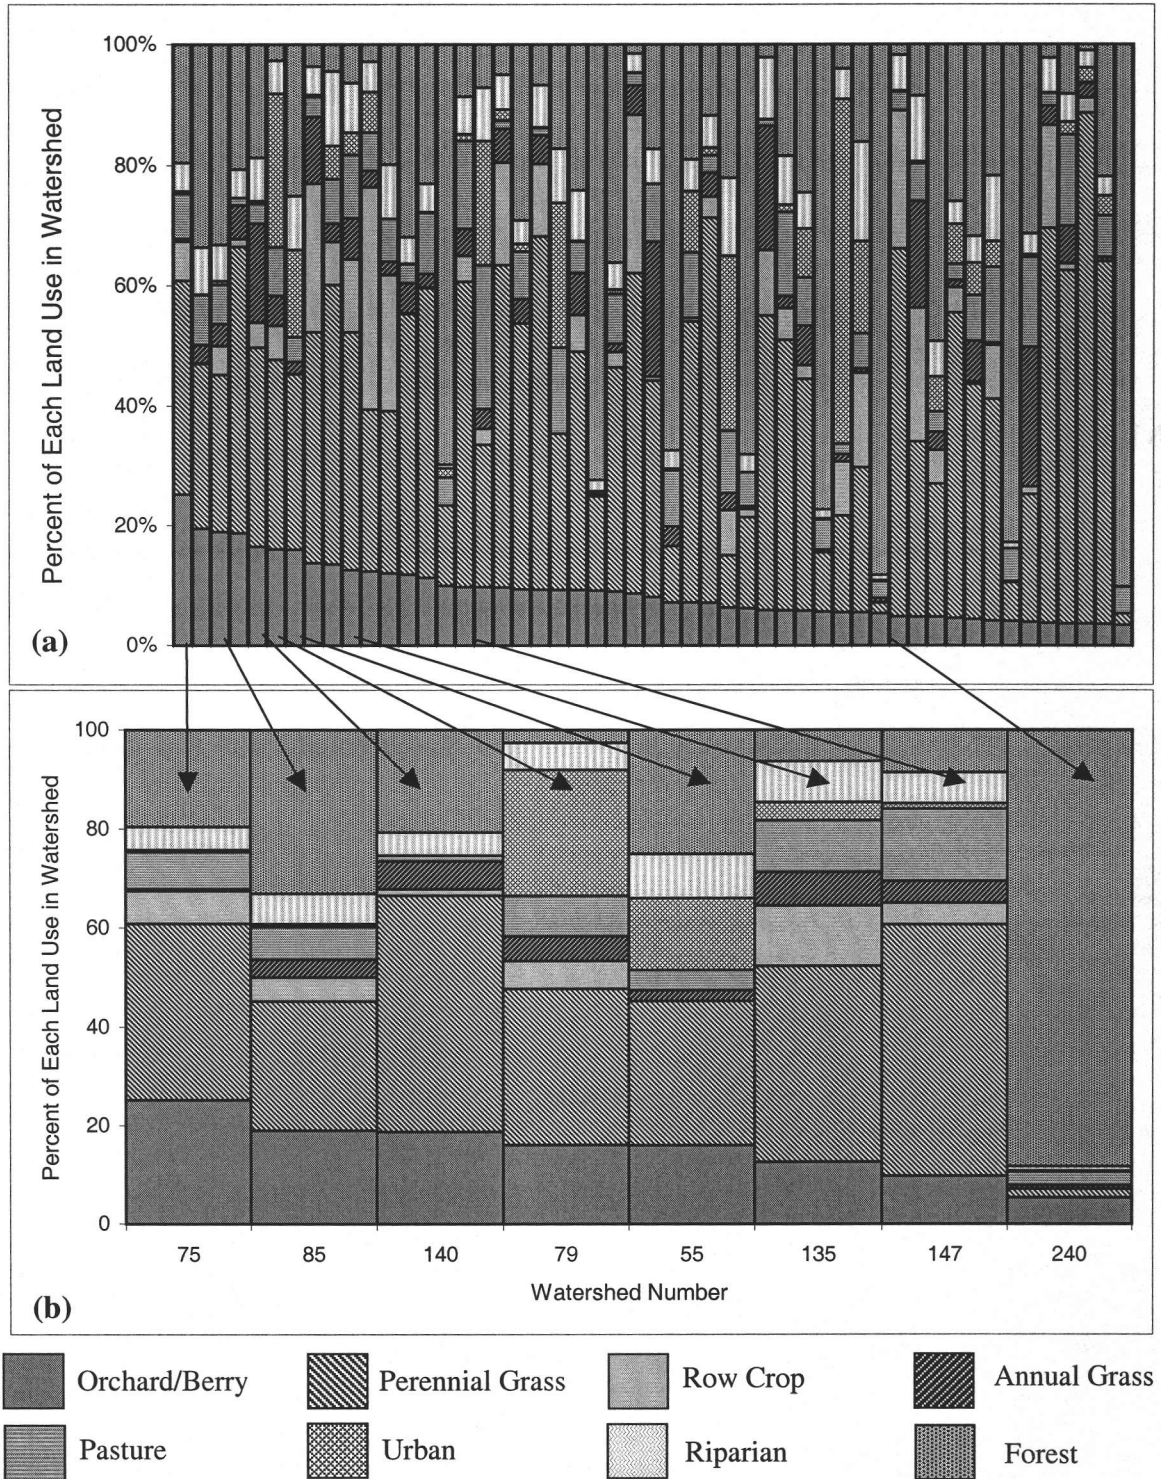 100%
80%
60%
40%
20%
0%
Percent of Each Land Use in Watershed
(a)
100
80
60
40
20
0
Percent of Each Land Use in Watershed
75 85 140 79 55 135 147 240
Watershed Number
(b)
Orchard/Berry Perennial Grass Row Crop Annual Grass
Pasture Urban Riparian Forest